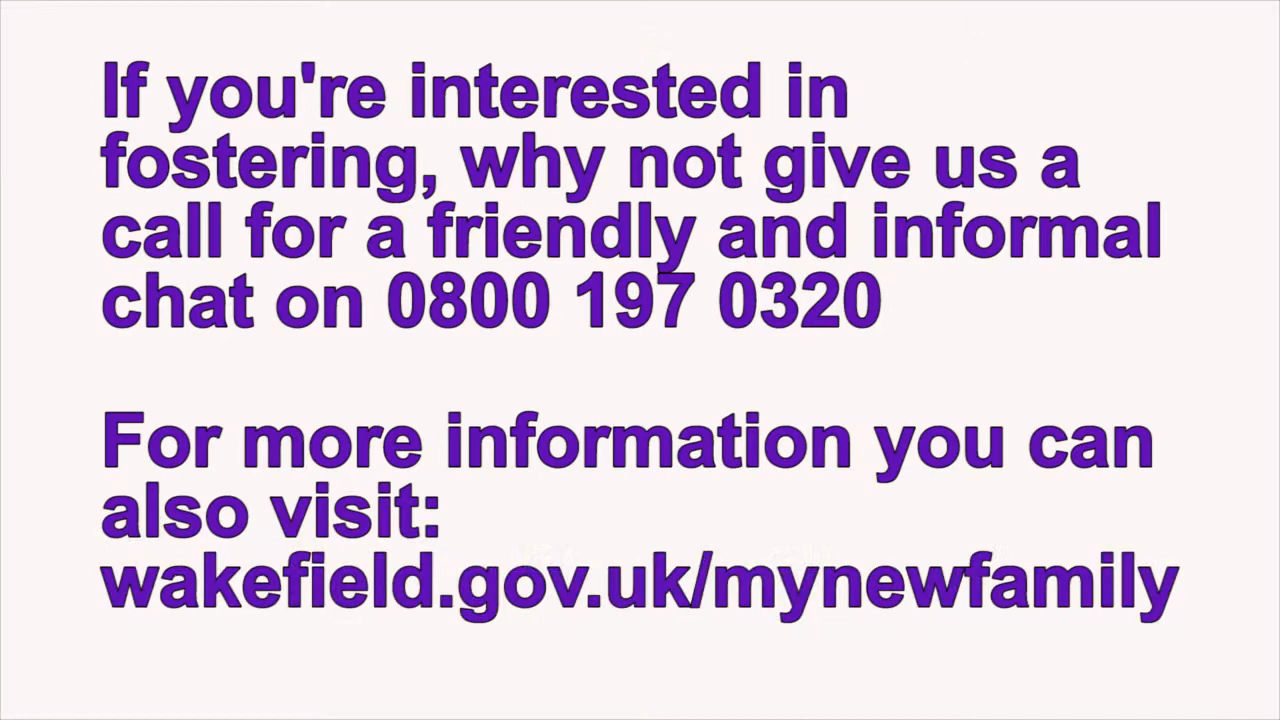 If you're interested in
fostering, why not give us a
call for a friendly and informal
chat on 0800 197 0320
For more information you can
also visit:
wakefield.gov.uk/mynewfamily